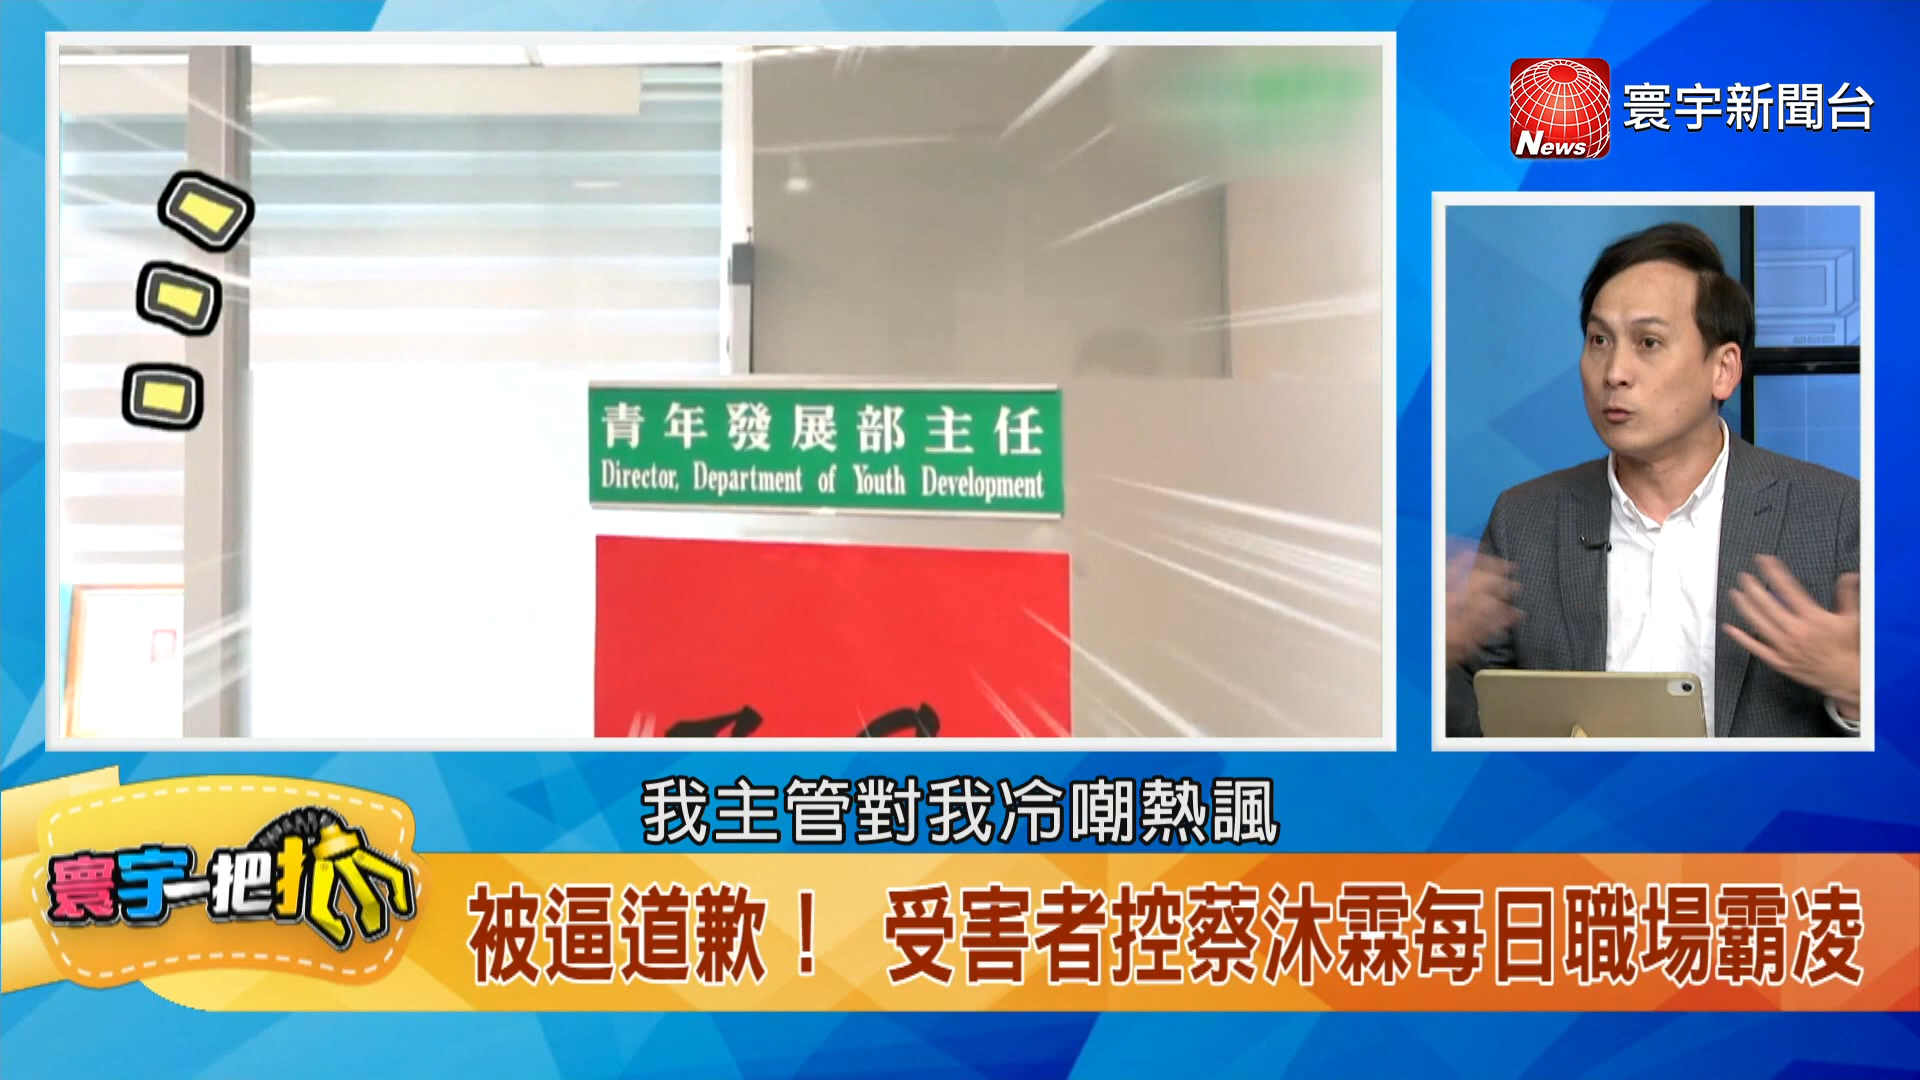 寰宇新聞台
News
青年發展部主任
Director, Department of Youth Development
我主管對我冷嘲熱諷
寰宇一把抓
被逼道歉！ 受害者控蔡沐霖每日職場霸凌